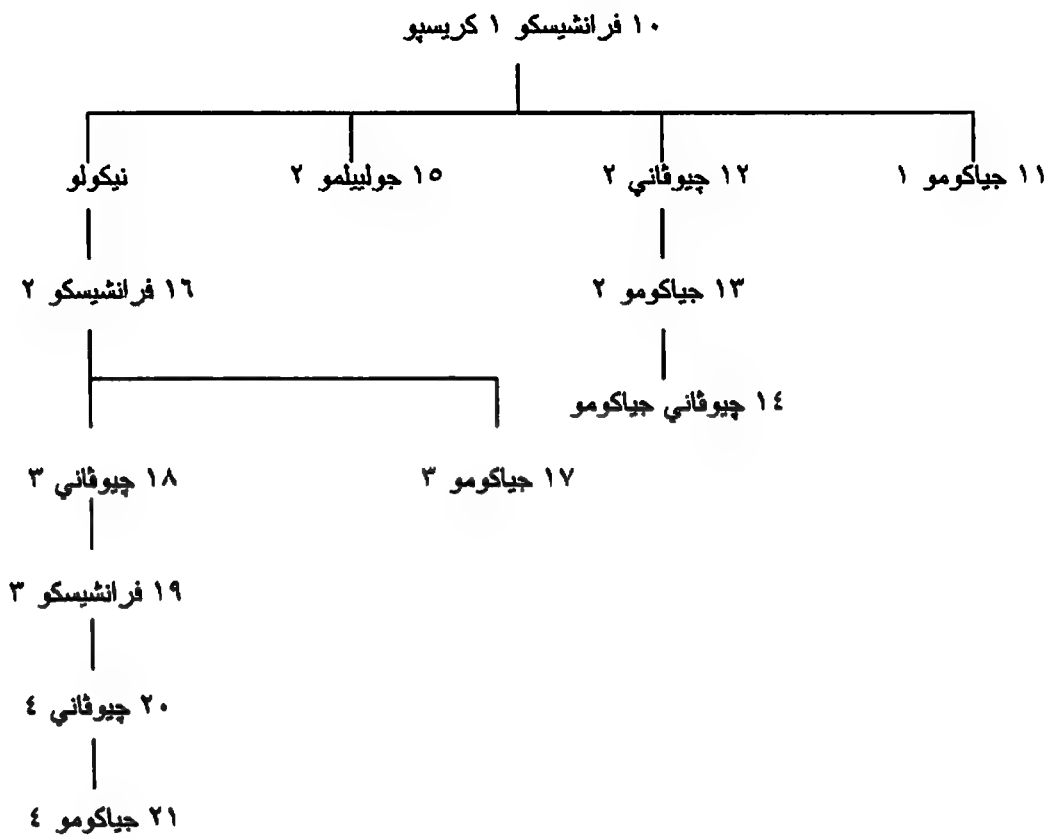 ١٠ فرانشيسكو ١ كريسپو
١١ جياكومو ١
١٢ چيوڤاني ٢
١٥ جولييلمو ٢
نيكولو
١٣ جياكومو ٢
١٦ فرانشيسكو ٢
١٤ چيوڤاني جياكومو
١٧ جياكومو ٣
١٨ چيوڤاني ٣
١٩ فرانشيسكو ٣
٢٠ چيوڤاني ٤
٢١ جياكومو ٤